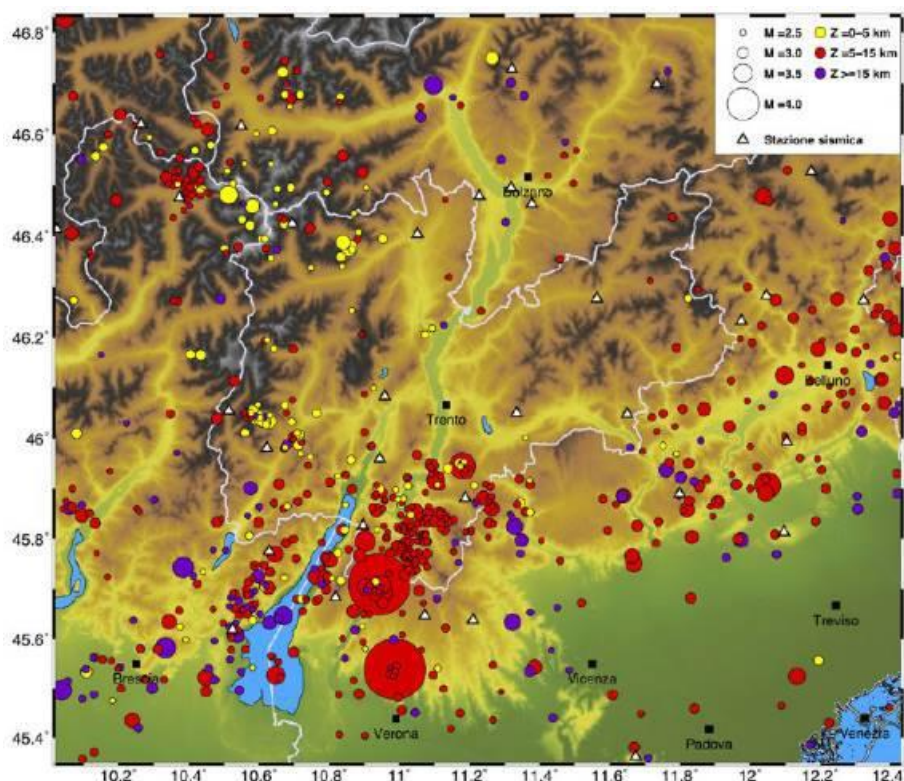 46.8°
46.6°
46.4°
46.2°
46°
45.8°
45.6°
45.4°
M =2.5
M =3.0
M =3.5
M =4.0
Z =0-5 km
Z =5-15 km
Z >=15 km
Stazione sismica
Bolzano
Trento
Belluno
Treviso
Brescia
Vicenza
Verona
Padova
Venezia
10.2° 10.4° 10.6° 10.8° 11° 11.2° 11.4° 11.6° 11.8° 12° 12.2° 12.4